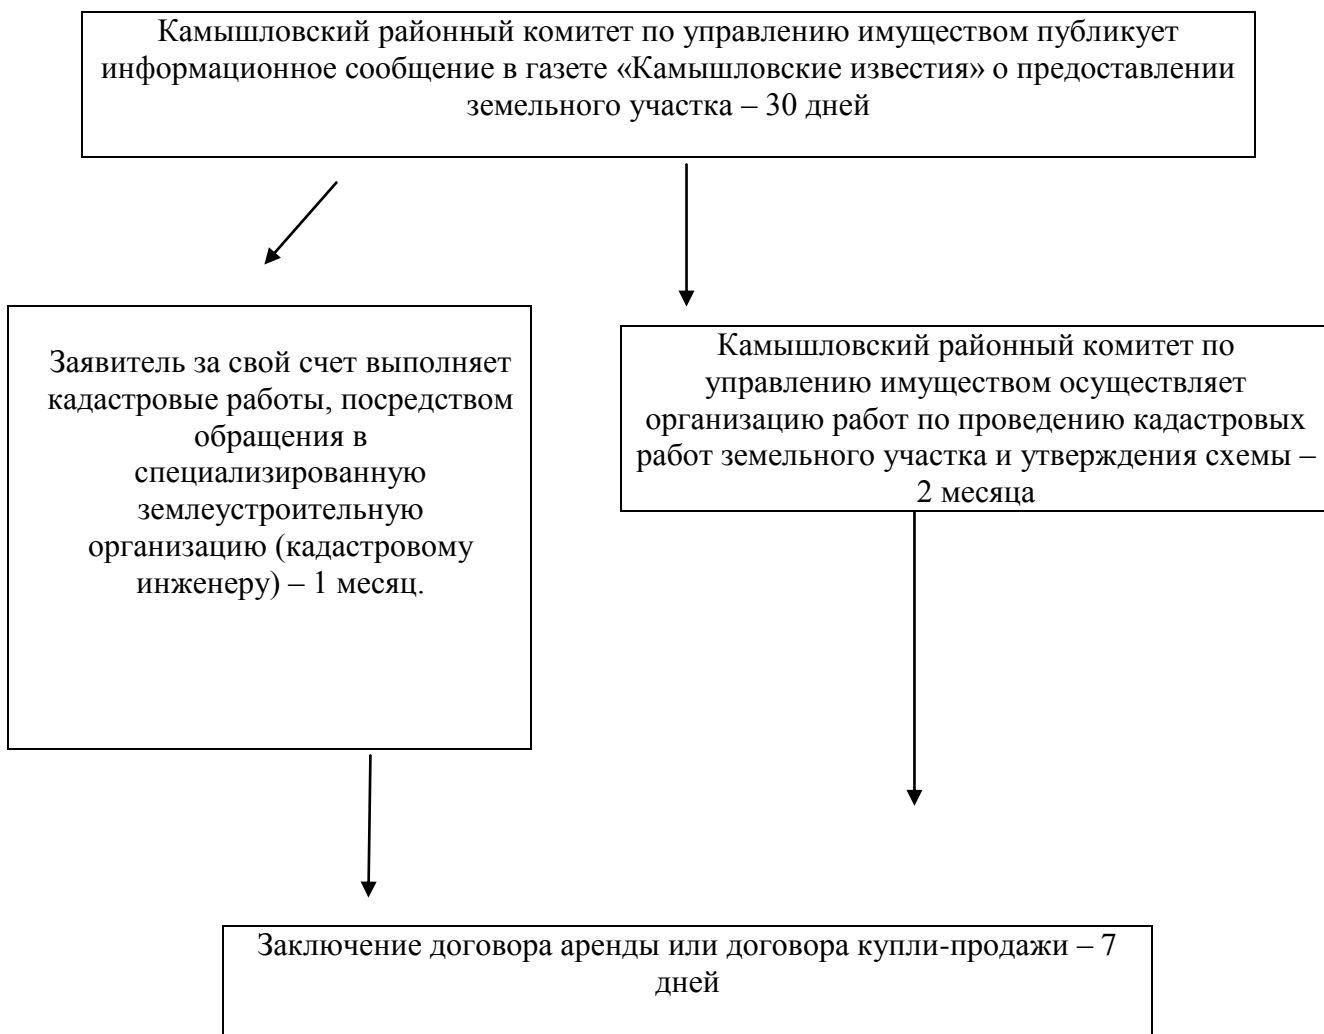 Камышловский районный комитет по управлению имуществом публикует
информационное сообщение в газете «Камышловские известия» о предоставлении
земельного участка – 30 дней
Заявитель за свой счет выполняет
кадастровые работы, посредством
обращения в
специализированную
землеустроительную
организацию (кадастровому
инженеру) – 1 месяц.
Камышловский районный комитет по
управлению имуществом осуществляет
организацию работ по проведению кадастровых
работ земельного участка и утверждения схемы –
2 месяца
Заключение договора аренды или договора купли-продажи – 7
дней